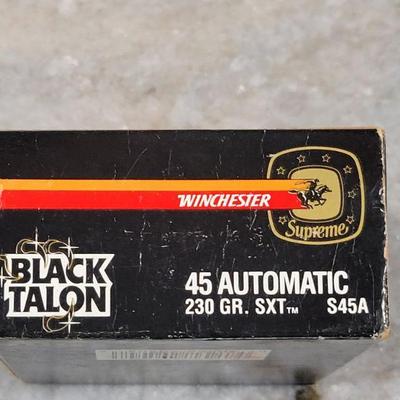 WINCHESTER
Supreme
BLACK
TALON
45 AUTOMATIC
230 GR. SXT™ S45A